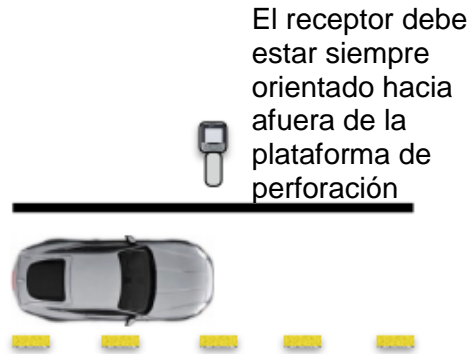 El receptor debe
estar siempre
orientado hacia
afuera de la
plataforma de
perforación